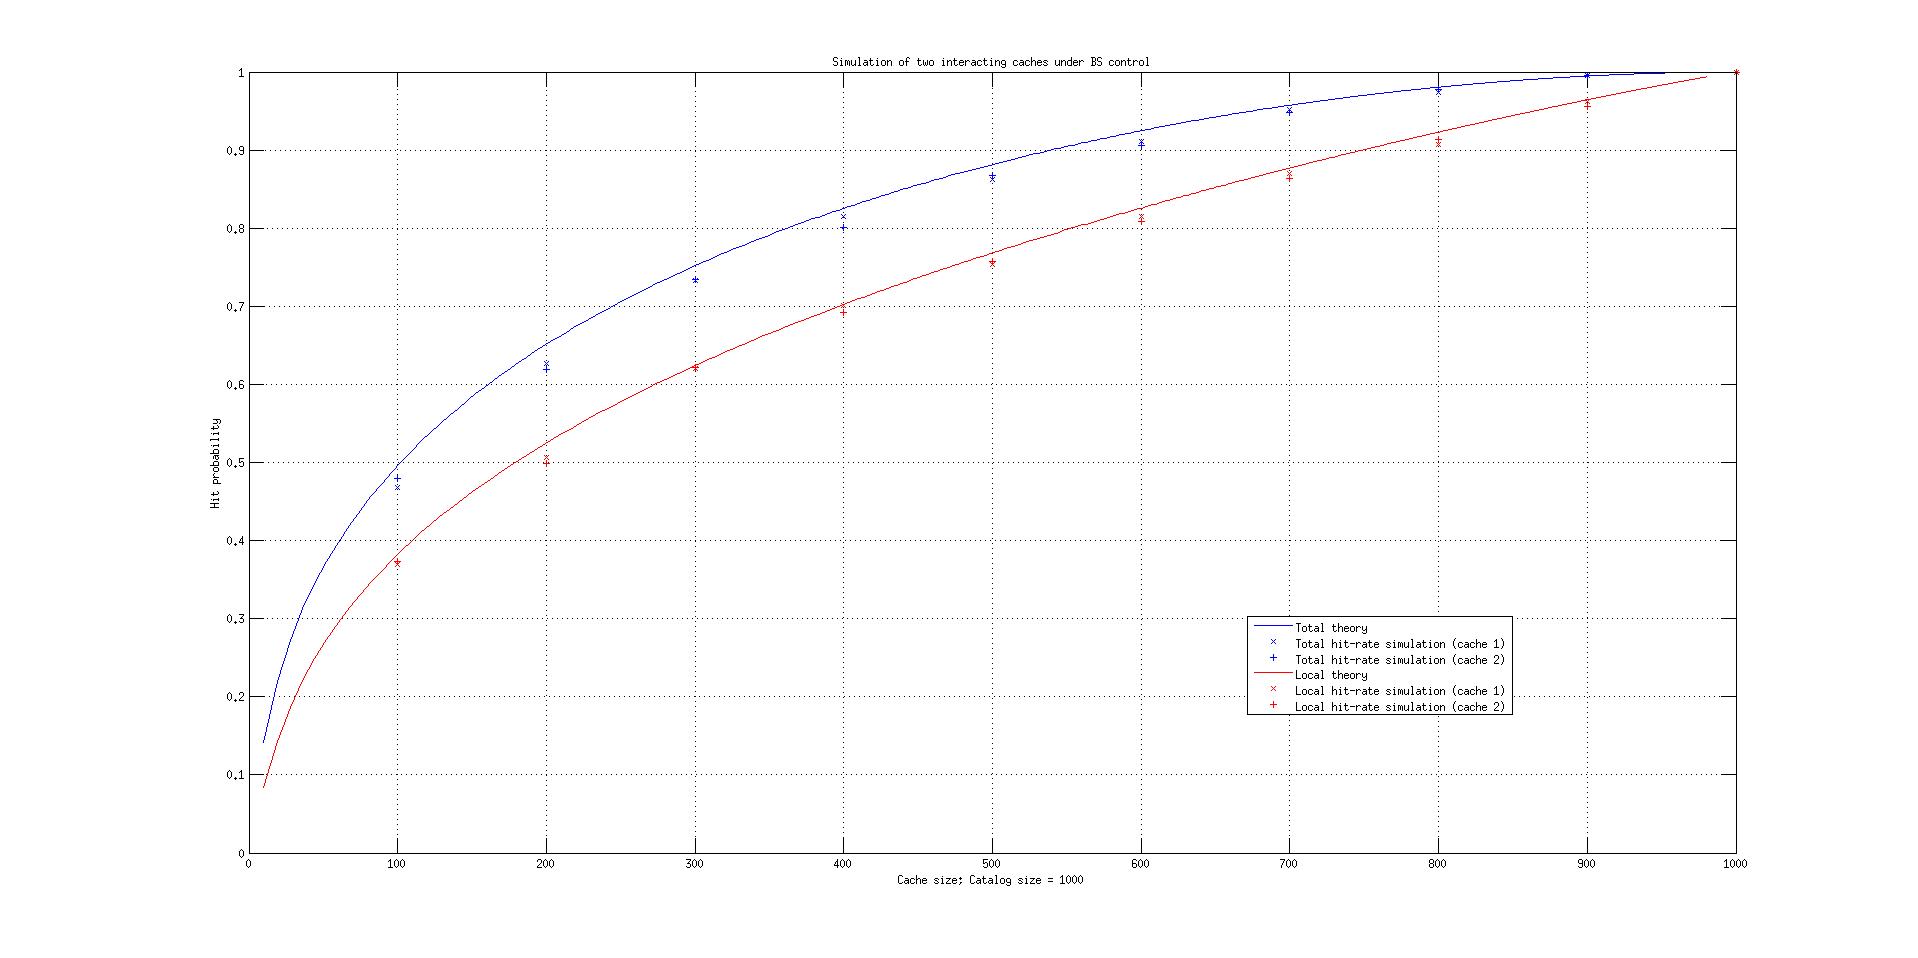 Simulation of two interacting caches under BS control
1
0.9
0.8
0.7
0.6
0.5
0.4
0.3
0.2
0.1
0
Hit probability
Total theory
Total hit-rate simulation (cache 1)
Total hit-rate simulation (cache 2)
Local theory
Local hit-rate simulation (cache 1)
Local hit-rate simulation (cache 2)
0 100 200 300 400 500 600 700 800 900 1000
Cache size; Catalog size = 1000